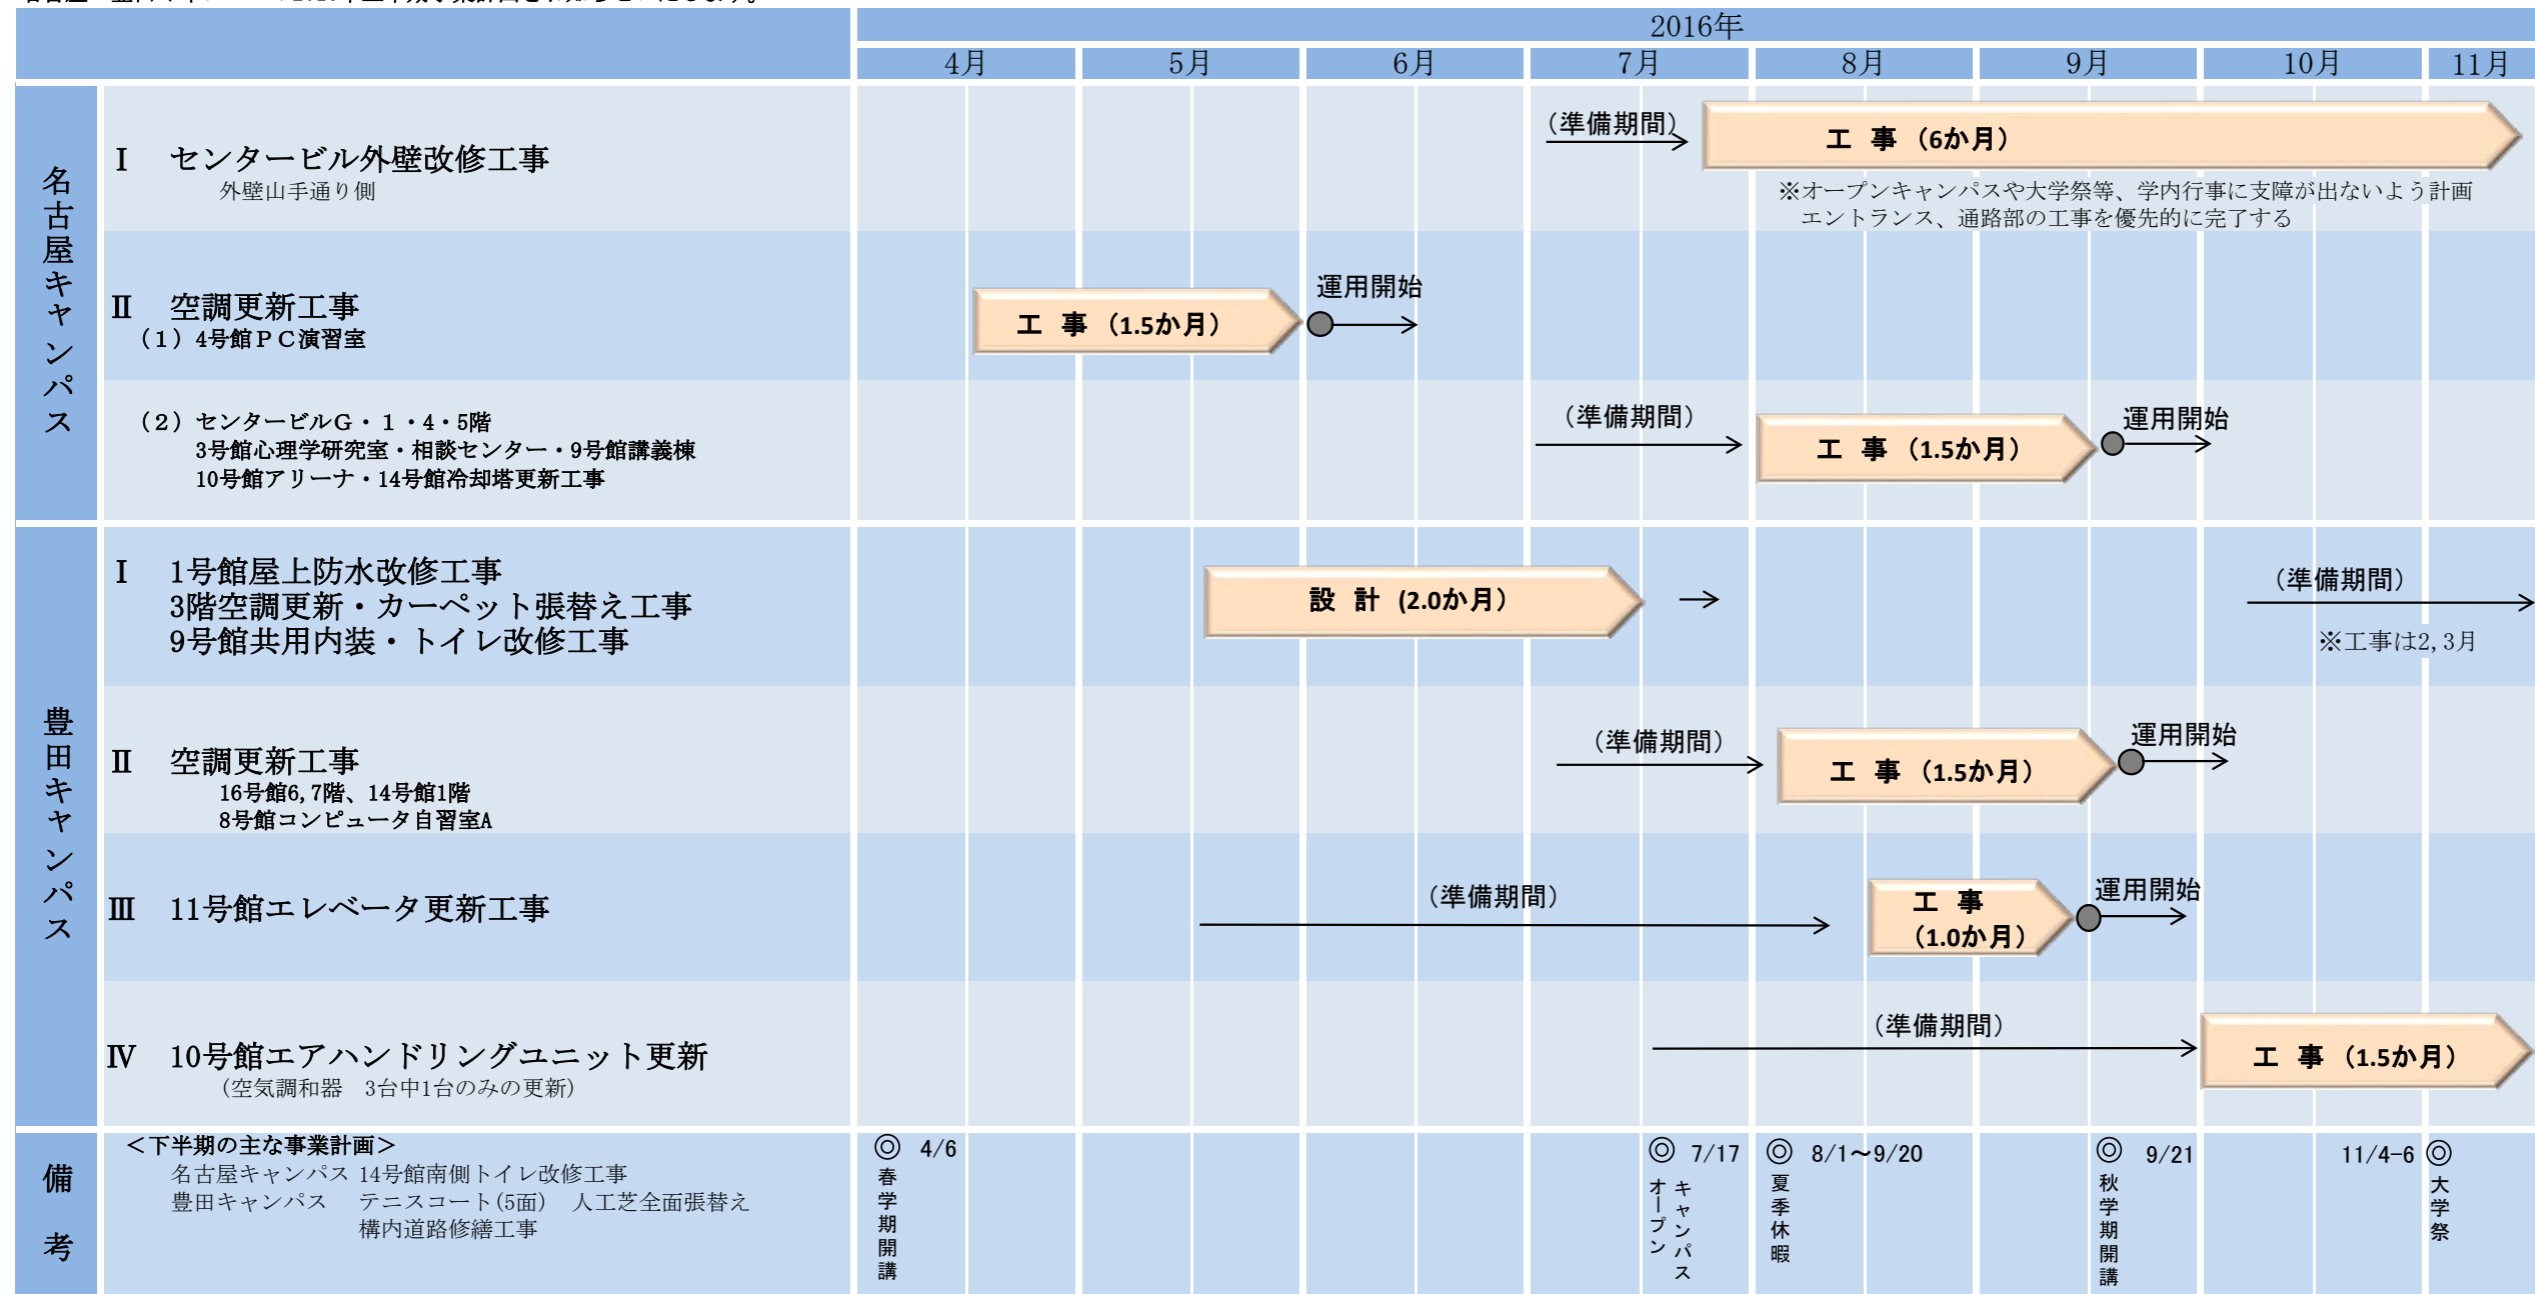 2016年
4月 5月 6月 7月 8月 9月 10月 11月
名古屋キャンパス
Ⅰ センタービル外壁改修工事
外壁山手通り側
（準備期間）
工 事（6か月）
※オープンキャンパスや大学祭等、学内行事に支障が出ないよう計画
エントランス、通路部の工事を優先的に完了する
Ⅱ 空調更新工事
（１）4号館ＰＣ演習室
工 事（1.5か月）
運用開始
（２）センタービルＧ・１・4・5階
3号館心理学研究室・相談センター・9号館講義棟
10号館アリーナ・14号館冷却塔更新工事
（準備期間）
工 事（1.5か月）
運用開始
豊田キャンパス
Ⅰ 1号館屋上防水改修工事
3階空調更新・カーペット張替え工事
9号館共用内装・トイレ改修工事
設 計 (2.0か月）
（準備期間）
※工事は2,3月
Ⅱ 空調更新工事
16号館6,7階、14号館1階
8号館コンピュータ自習室A
（準備期間）
工 事（1.5か月）
運用開始
Ⅲ 11号館エレベータ更新工事
（準備期間）
工 事
（1.0か月）
運用開始
Ⅳ 10号館エアハンドリングユニット更新
（空気調和器 3台中1台のみの更新）
（準備期間）
工 事（1.5か月）
備考
＜下半期の主な事業計画＞
名古屋キャンパス 14号館南側トイレ改修工事
豊田キャンパス テニスコート(5面) 人工芝全面張替え
構内道路修繕工事
◎ 4/6
春学期開講
◎ 7/17
オープン
キャンパス
◎ 8/1～9/20
夏季休暇
◎ 9/21
秋学期開講
11/4-6 ◎
大学祭